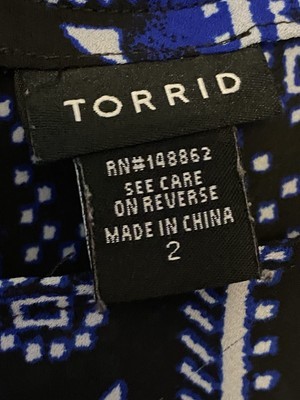 TORRID
RN#148862
SEE CARE
ON REVERSE
MADE IN CHINA
2